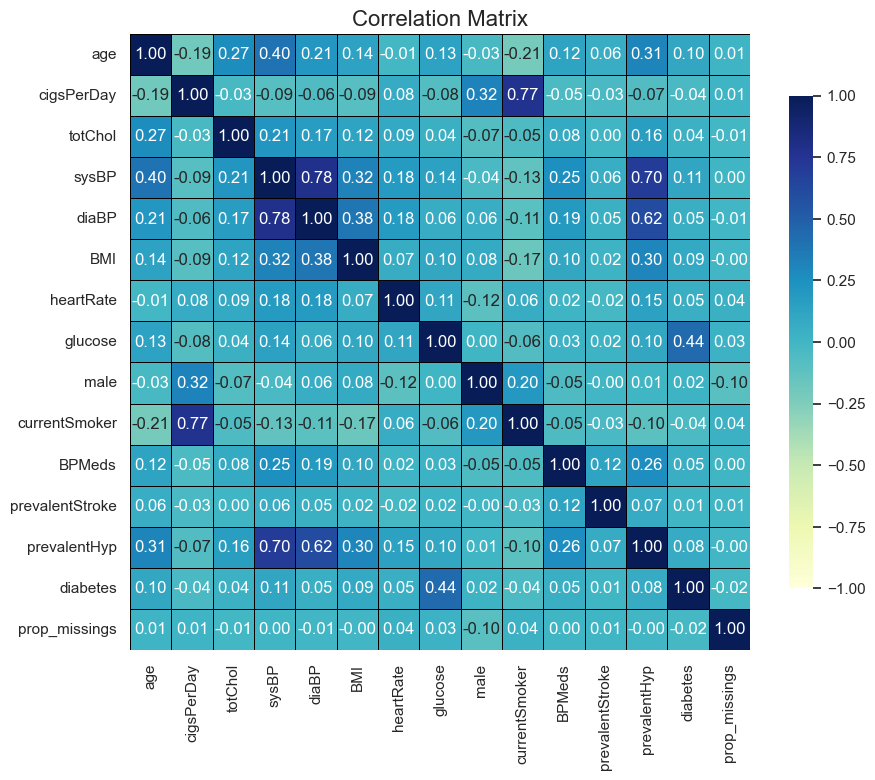 Correlation Matrix
age 1.00 -0.19 0.27 0.40 0.21 0.14 -0.01 0.13 -0.03 -0.21 0.12 0.06 0.31 0.10 0.01
cigsPerDay -0.19 1.00 -0.03 -0.09 -0.06 -0.09 0.08 -0.08 0.32 0.77 -0.05 -0.03 -0.07 -0.04 0.01
totChol 0.27 -0.03 1.00 0.21 0.17 0.12 0.09 0.04 -0.07 -0.05 0.08 0.00 0.16 0.04 -0.01
sysBP 0.40 -0.09 0.21 1.00 0.78 0.32 0.18 0.14 -0.04 -0.13 0.25 0.06 0.70 0.11 0.00
diaBP 0.21 -0.06 0.17 0.78 1.00 0.38 0.18 0.06 0.06 -0.11 0.19 0.05 0.62 0.05 -0.01
BMI 0.14 -0.09 0.12 0.32 0.38 1.00 0.07 0.10 0.08 -0.17 0.10 0.02 0.30 0.09 -0.00
heartRate -0.01 0.08 0.09 0.18 0.18 0.07 1.00 0.11 -0.12 0.06 0.02 -0.02 0.15 0.05 0.04
glucose 0.13 -0.08 0.04 0.14 0.06 0.10 0.11 1.00 0.00 -0.06 0.03 0.02 0.10 0.44 0.03
male -0.03 0.32 -0.07 -0.04 0.06 0.08 -0.12 0.00 1.00 0.20 -0.05 -0.00 0.01 0.02 -0.10
currentSmoker -0.21 0.77 -0.05 -0.13 -0.11 -0.17 0.06 -0.06 0.20 1.00 -0.05 -0.03 -0.10 -0.04 0.04
BPMeds 0.12 -0.05 0.08 0.25 0.19 0.10 0.02 0.03 -0.05 -0.05 1.00 0.12 0.26 0.05 0.00
prevalentStroke 0.06 -0.03 0.00 0.06 0.05 0.02 -0.02 0.02 -0.00 -0.03 0.12 1.00 0.07 0.01 0.01
prevalentHyp 0.31 -0.07 0.16 0.70 0.62 0.30 0.15 0.10 0.01 -0.10 0.26 0.07 1.00 0.08 -0.00
diabetes 0.10 -0.04 0.04 0.11 0.05 0.09 0.05 0.44 0.02 -0.04 0.05 0.01 0.08 1.00 -0.02
prop_missings 0.01 0.01 -0.01 0.00 -0.01 -0.00 0.04 0.03 -0.10 0.04 0.00 0.01 -0.00 -0.02 1.00
age
cigsPerDay
totChol
sysBP
diaBP
BMI
heartRate
glucose
male
currentSmoker
BPMeds
prevalentStroke
prevalentHyp
diabetes
prop_missings
1.00
0.75
0.50
0.25
0.00
−0.25
−0.50
−0.75
−1.00